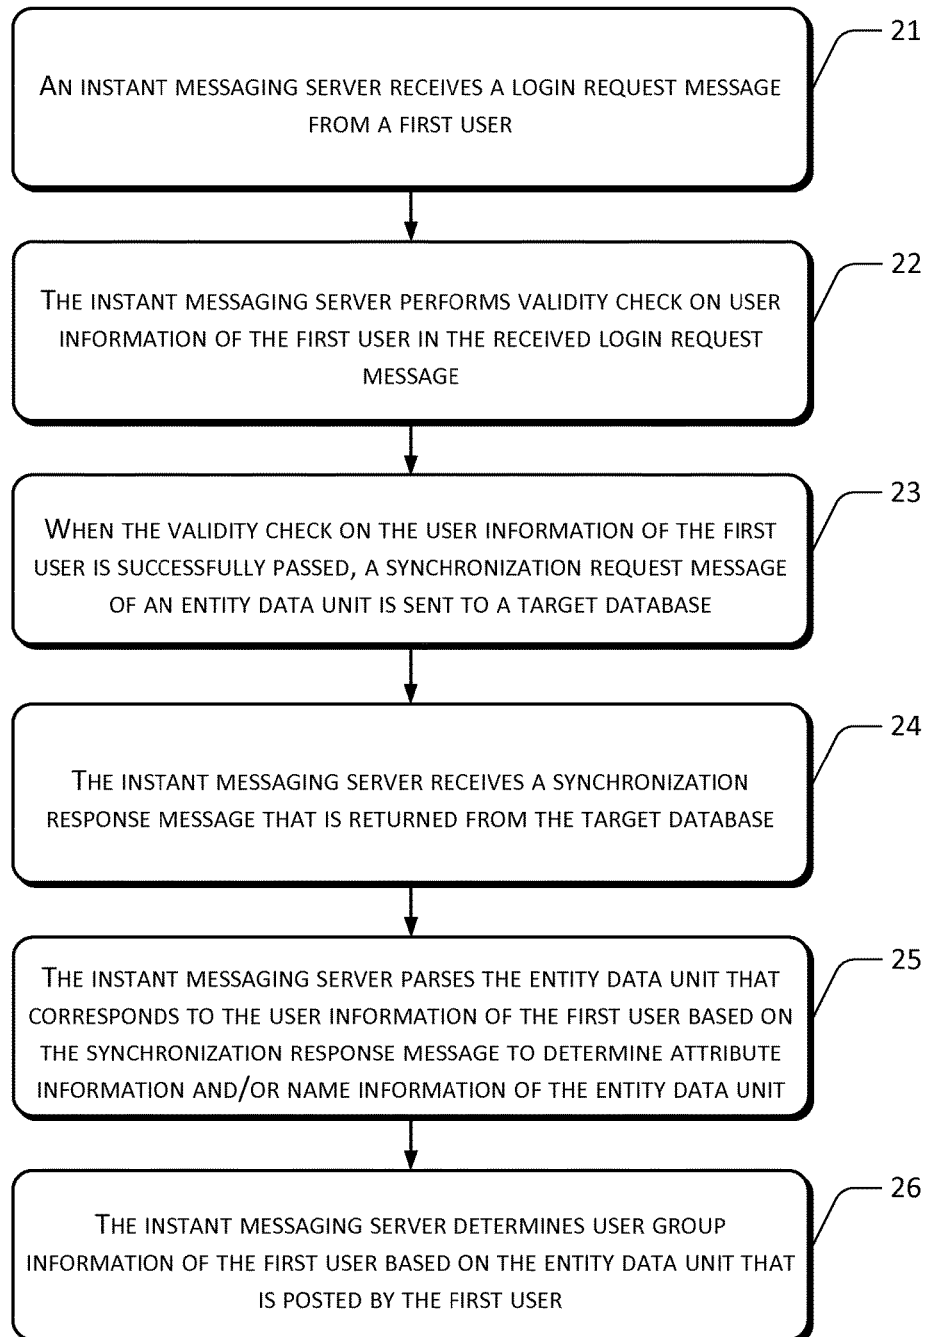 21
AN INSTANT MESSAGING SERVER RECEIVES A LOGIN REQUEST MESSAGE
FROM A FIRST USER
22
THE INSTANT MESSAGING SERVER PERFORMS VALIDITY CHECK ON USER
INFORMATION OF THE FIRST USER IN THE RECEIVED LOGIN REQUEST
MESSAGE
23
WHEN THE VALIDITY CHECK ON THE USER INFORMATION OF THE FIRST
USER IS SUCCESSFULLY PASSED, A SYNCHRONIZATION REQUEST MESSAGE
OF AN ENTITY DATA UNIT IS SENT TO A TARGET DATABASE
24
THE INSTANT MESSAGING SERVER RECEIVES A SYNCHRONIZATION
RESPONSE MESSAGE THAT IS RETURNED FROM THE TARGET DATABASE
25
THE INSTANT MESSAGING SERVER PARSES THE ENTITY DATA UNIT THAT
CORRESPONDS TO THE USER INFORMATION OF THE FIRST USER BASED ON
THE SYNCHRONIZATION RESPONSE MESSAGE TO DETERMINE ATTRIBUTE
INFORMATION AND/OR NAME INFORMATION OF THE ENTITY DATA UNIT
26
THE INSTANT MESSAGING SERVER DETERMINES USER GROUP
INFORMATION OF THE FIRST USER BASED ON THE ENTITY DATA UNIT THAT
IS POSTED BY THE FIRST USER